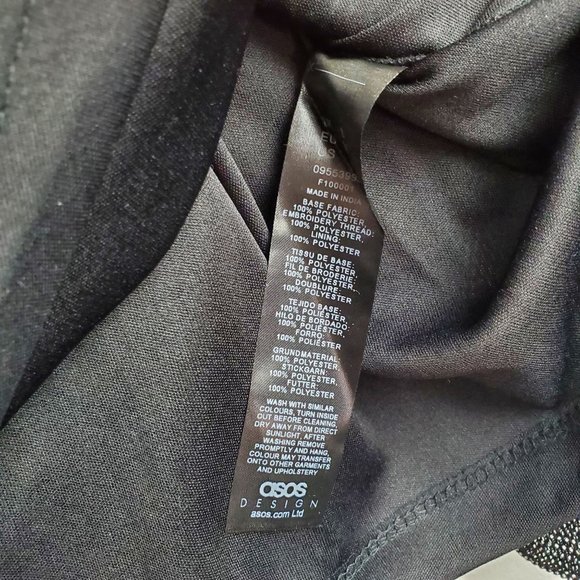 0955399
F100001
MADE IN INDIA
BASE FABRIC:
100% POLYESTER,
EMBROIDERY THREAD:
100% POLYESTER,
LINING:
100% POLYESTER
TISSU DE BASE:
100% POLYESTER,
FIL DE BRODERIE:
100% POLYESTER,
DOUBLURE:
100% POLYESTER
TEJIDO BASE:
100% POLIÉSTER,
HILO DE BORDADO:
100% POLIÉSTER,
FORRO:
100% POLIÉSTER
GRUNDMATERIAL:
100% POLYESTER,
STICKGARN:
100% POLYESTER,
FUTTER:
100% POLYESTER
WASH WITH SIMILAR
COLOURS, TURN INSIDE
OUT BEFORE CLEANING,
DRY AWAY FROM DIRECT
SUNLIGHT, AFTER
WASHING REMOVE
PROMPTLY AND HANG,
COLOUR MAY TRANSFER
ONTO OTHER GARMENTS
AND UPHOLSTERY
asos
DESIGN
asos.com Ltd